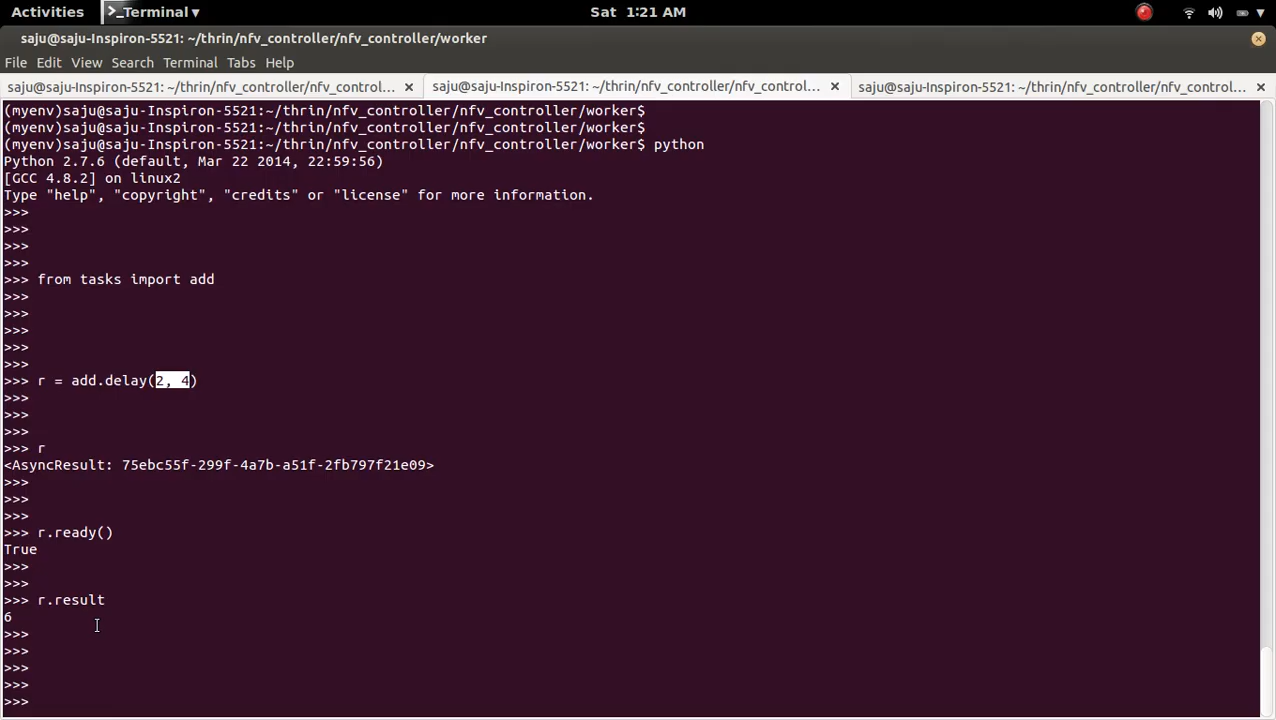 Activities
>_Terminal ▾
Sat 1:21 AM
saju@saju-Inspiron-5521: ~/thrin/nfv_controller/nfv_controller/worker
File Edit View Search Terminal Tabs Help
saju@saju-Inspiron-5521: ~/thrin/nfv_controller/nfv_control... ×
saju@saju-Inspiron-5521: ~/thrin/nfv_controller/nfv_control... ×
saju@saju-Inspiron-5521: ~/thrin/nfv_controller/nfv_control... ×
(myenv)saju@saju-Inspiron-5521:~/thrin/nfv_controller/nfv_controller/worker$
(myenv)saju@saju-Inspiron-5521:~/thrin/nfv_controller/nfv_controller/worker$
(myenv)saju@saju-Inspiron-5521:~/thrin/nfv_controller/nfv_controller/worker$ python
Python 2.7.6 (default, Mar 22 2014, 22:59:56)
[GCC 4.8.2] on linux2
Type "help", "copyright", "credits" or "license" for more information.
>>>
>>>
>>>
>>>
>>> from tasks import add
>>>
>>>
>>>
>>>
>>>
>>> r = add.delay(2, 4)
>>>
>>>
>>>
>>> r
<AsyncResult: 75ebc55f-299f-4a7b-a51f-2fb797f21e09>
>>>
>>>
>>>
>>> r.ready()
True
>>>
>>>
>>> r.result
6
>>>
>>>
>>>
>>>
>>>